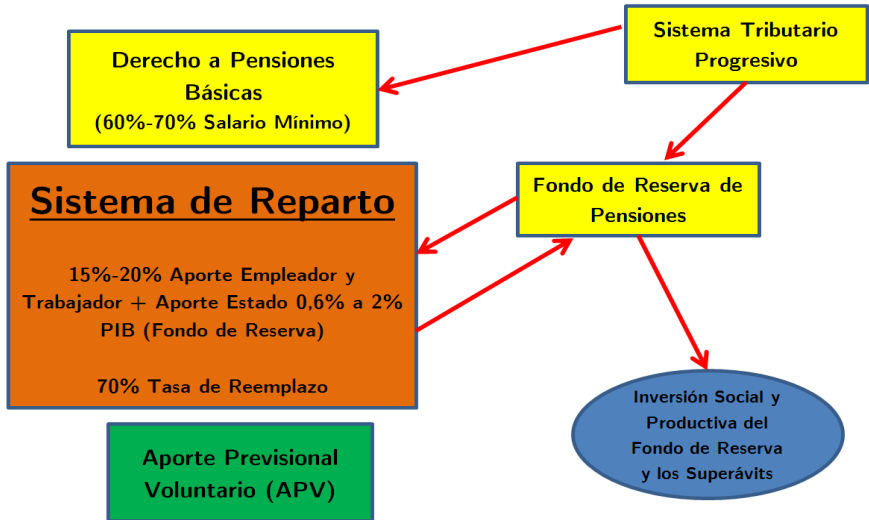 Sistema Tributario
Progresivo
Derecho a Pensiones
Básicas
(60%-70% Salario Mínimo)
Sistema de Reparto
15%-20% Aporte Empleador y
Trabajador + Aporte Estado 0,6% a 2%
PIB (Fondo de Reserva)
70% Tasa de Reemplazo
Fondo de Reserva de
Pensiones
Inversión Social y
Productiva del
Fondo de Reserva
y los Superávits
Aporte Previsional
Voluntario (APV)